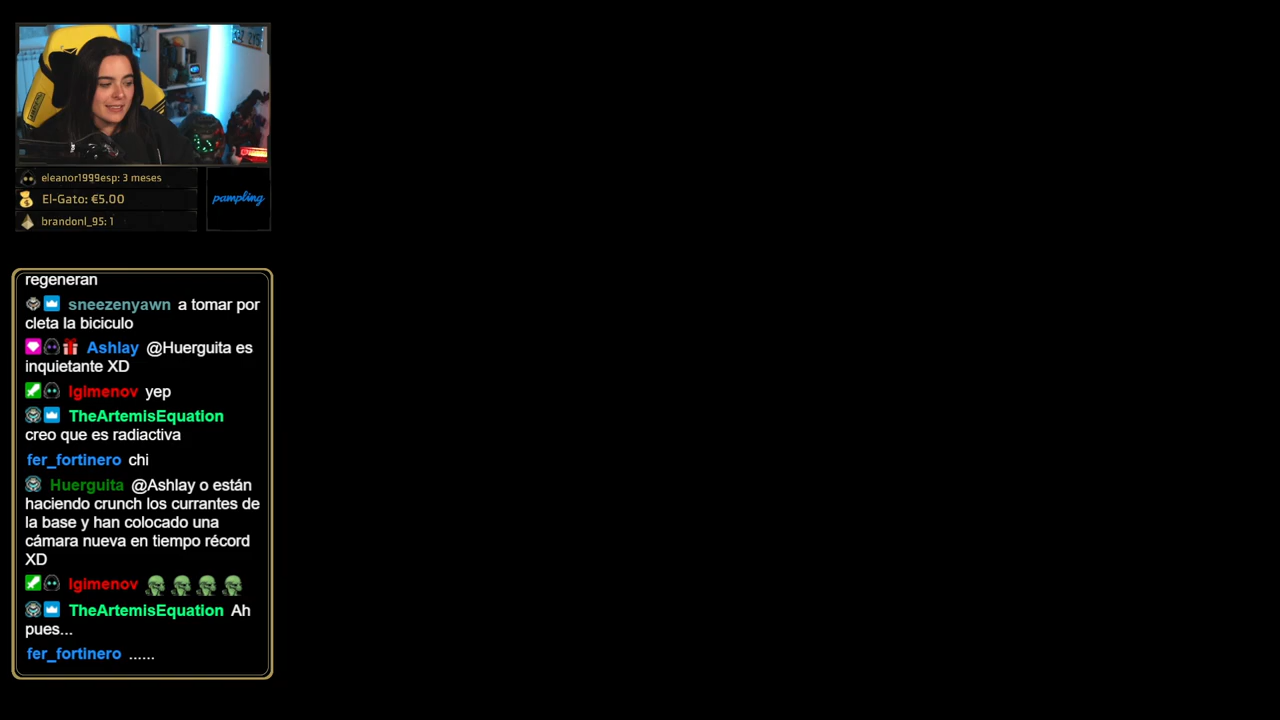 eleanor1999esp: 3 meses
El-Gato: €5.00
brandonl_95: 1
pampling
regeneran
sneezenyawn a tomar por
cleta la biciculo
Ashlay @Huerguita es
inquietante XD
Igimenov yep
TheArtemisEquation
creo que es radiactiva
fer_fortinero chi
Huerguita @Ashlay o están
haciendo crunch los currantes de
la base y han colocado una
cámara nueva en tiempo récord
XD
Igimenov
TheArtemisEquation Ah
pues...
fer_fortinero ......